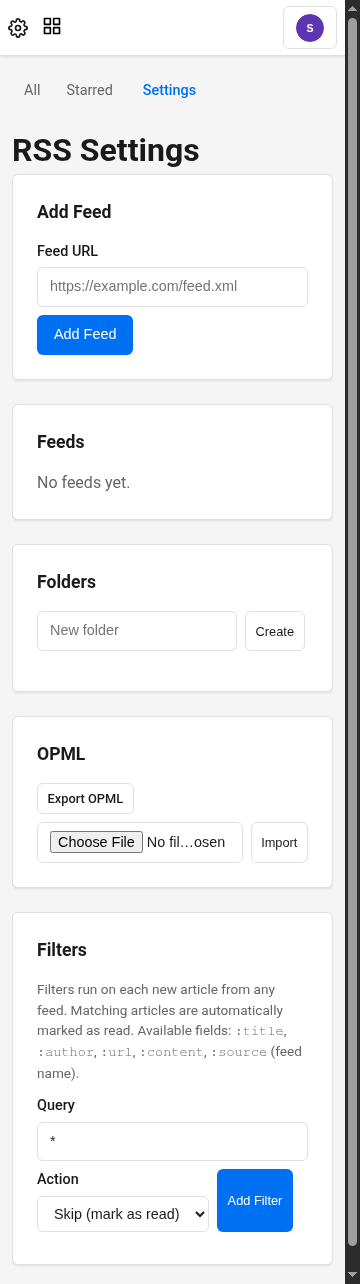 S
All Starred Settings
RSS Settings
Add Feed
Feed URL
https://example.com/feed.xml
Add Feed
Feeds
No feeds yet.
Folders
New folder Create
OPML
Export OPML
Choose File No fil…osen Import
Filters
Filters run on each new article from any
feed. Matching articles are automatically
marked as read. Available fields: :title,
:author, :url, :content, :source (feed
name).
Query
*
Action
Skip (mark as read) Add Filter